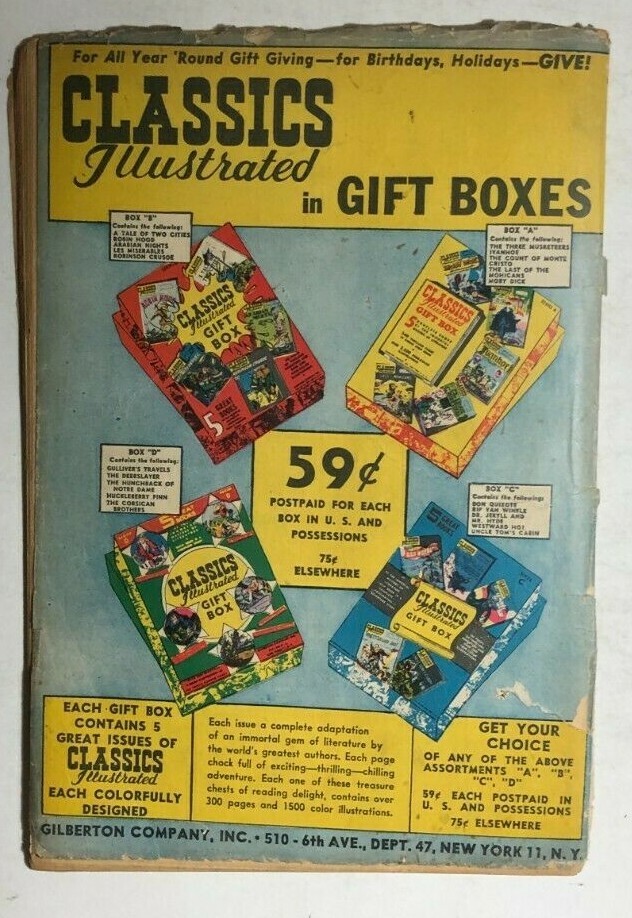 For All Year 'Round Gift Giving—for Birthdays, Holidays—GIVE!
CLASSICS
Illustrated
in GIFT BOXES
BOX "B"
Contains the following:
A TALE OF TWO CITIES
ROBIN HOOD
ARABIAN NIGHTS
LES MISERABLES
ROBINSON CRUSOE
BOX "A"
Contains the following:
THE THREE MUSKETEERS
IVANHOE
THE COUNT OF MONTE
CRISTO
THE LAST OF THE
MOHICANS
MOBY DICK
CLASSICS
Illustrated
GIFT
BOX
5
GREAT
CLASSICS
Illustrated
GIFT BOX
5
BOX "D"
Contains the following:
GULLIVER'S TRAVELS
THE DEERSLAYER
THE HUNCHBACK OF
NOTRE DAME
HUCKLEBERRY FINN
THE CORSICAN
BROTHERS
59¢
POSTPAID FOR EACH
BOX IN U. S. AND
POSSESSIONS
75¢
ELSEWHERE
BOX "C"
Contains the following:
DON QUIXOTE
RIP VAN WINKLE
DR. JEKYLL AND
MR. HYDE
WESTWARD HO!
UNCLE TOM'S CABIN
5 GREAT
CLASSICS
Illustrated
GIFT
BOX
5 GREAT
CLASSICS
Illustrated
GIFT BOX
EACH GIFT BOX
CONTAINS 5
GREAT ISSUES OF
CLASSICS
Illustrated
EACH COLORFULLY
DESIGNED
Each issue a complete adaptation
of an immortal gem of literature by
the world's greatest authors. Each page
chock full of exciting—thrilling—chilling
adventure. Each one of these treasure
chests of reading delight, contains over
300 pages and 1500 color illustrations.
GET YOUR
CHOICE
OF ANY OF THE ABOVE
ASSORTMENTS "A", "B",
"C", "D"
59¢ EACH POSTPAID IN
U. S. AND POSSESSIONS
75¢ ELSEWHERE
GILBERTON COMPANY, INC. • 510 - 6th AVE., DEPT. 47, NEW YORK 11, N. Y.